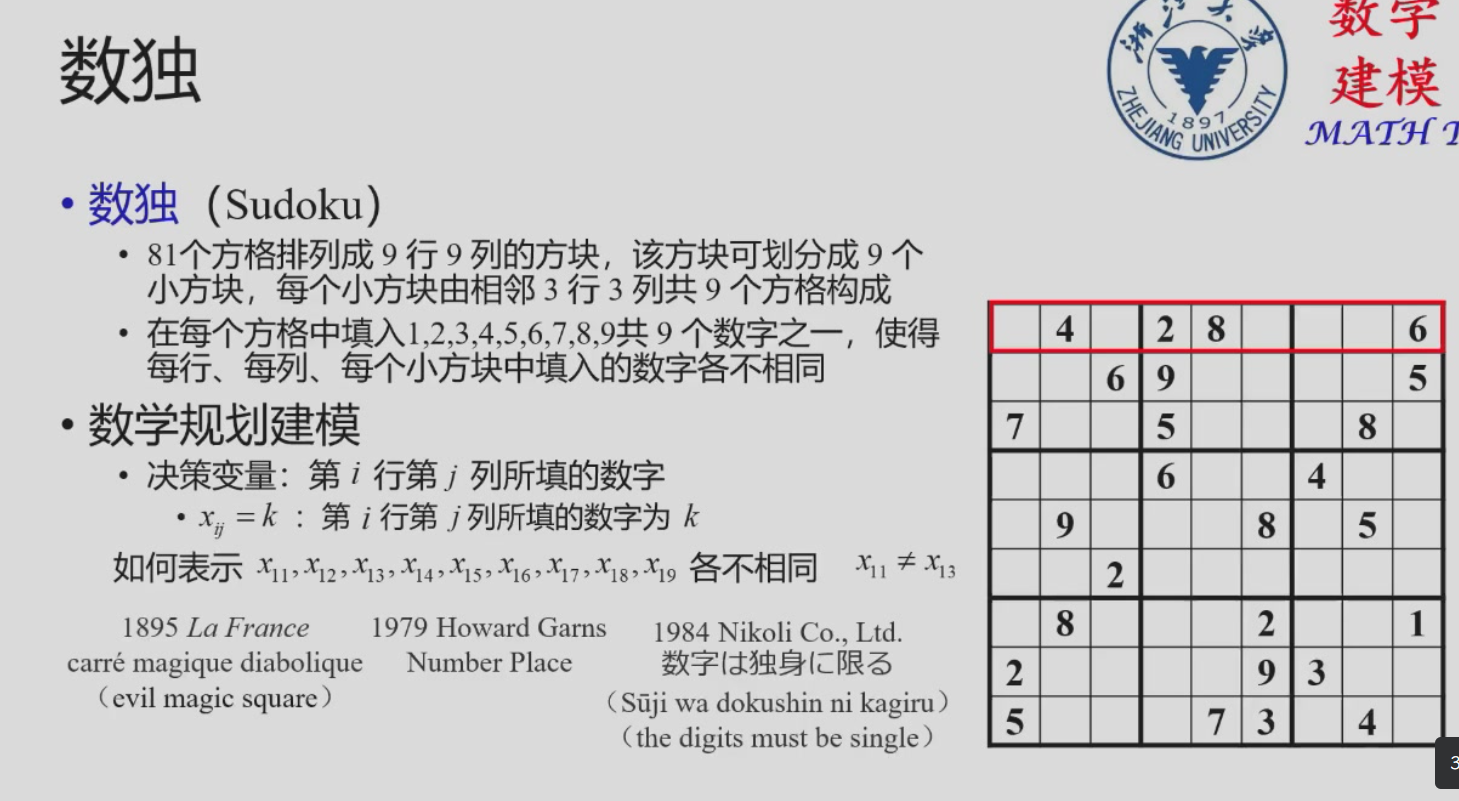 数独
浙江大学
ZHEJIANG UNIVERSITY
1897
数学
建模
MATH
• 数独（Sudoku）
• 81个方格排列成 9 行 9 列的方块，该方块可划分成 9 个
小方块，每个小方块由相邻 3 行 3 列共 9 个方格构成
• 在每个方格中填入1,2,3,4,5,6,7,8,9共 9 个数字之一，使得
每行、每列、每个小方块中填入的数字各不相同
• 数学规划建模
• 决策变量：第 i 行第 j 列所填的数字
• x_{ij} = k ：第 i 行第 j 列所填的数字为 k
如何表示 x_{11}, x_{12}, x_{13}, x_{14}, x_{15}, x_{16}, x_{17}, x_{18}, x_{19} 各不相同 x_{11} ≠ x_{13}
1895 La France
carré magique diabolique
（evil magic square）
1979 Howard Garns
Number Place
1984 Nikoli Co., Ltd.
数字は独身に限る
（Sūji wa dokushin ni kagiru）
（the digits must be single）
4 2 8 6
6 9 5
7 5 8
6 4
9 8 5
2
8 2 1
2 9 3
5 7 3 4
3